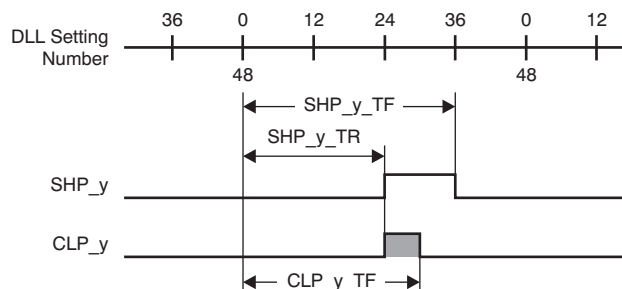 36 0 12 24 36 0 12
DLL Setting
Number
48 48
SHP_y_TF
SHP_y_TR
SHP_y
CLP_y
CLP_y_TF